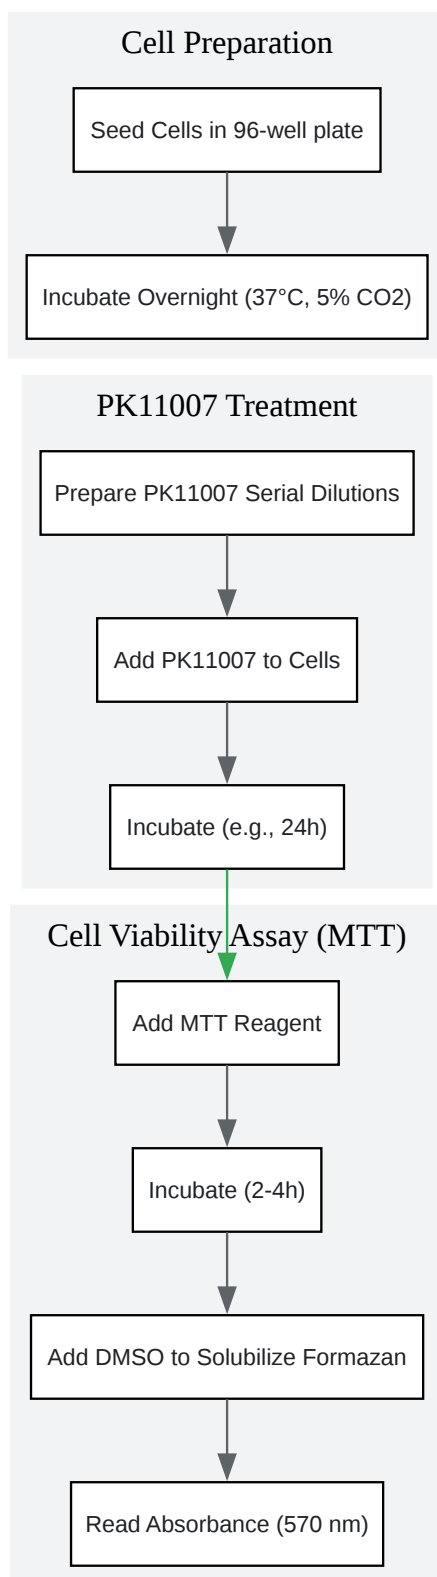 Cell Preparation
Seed Cells in 96-well plate
Incubate Overnight (37°C, 5% CO2)
PK11007 Treatment
Prepare PK11007 Serial Dilutions
Add PK11007 to Cells
Incubate (e.g., 24h)
Cell Viability Assay (MTT)
Add MTT Reagent
Incubate (2-4h)
Add DMSO to Solubilize Formazan
Read Absorbance (570 nm)